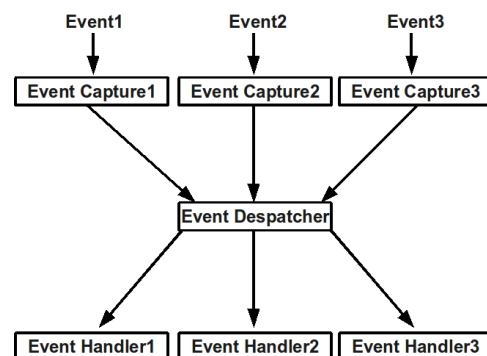 Event1 Event2 Event3
Event Capture1 Event Capture2 Event Capture3
Event Despatcher
Event Handler1 Event Handler2 Event Handler3